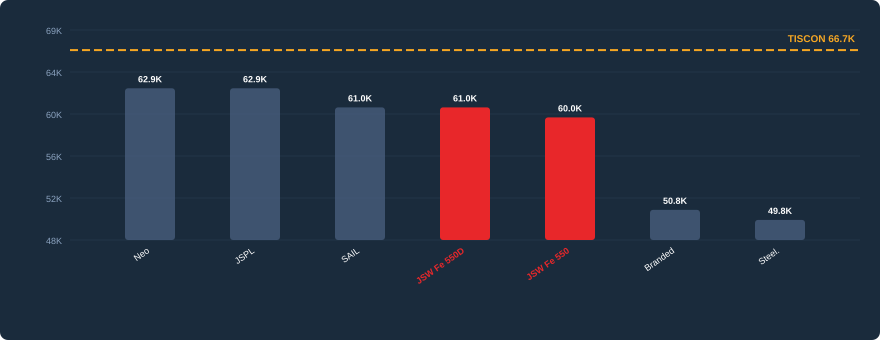 69K
TISCON 66.7K
64K
62.9K
62.9K
61.0K
61.0K
60.0K
60K
56K
52K
50.8K
49.8K
48K
Neo
JSPL
SAIL
JSW Fe 550D
JSW Fe 550
Branded
Steel.